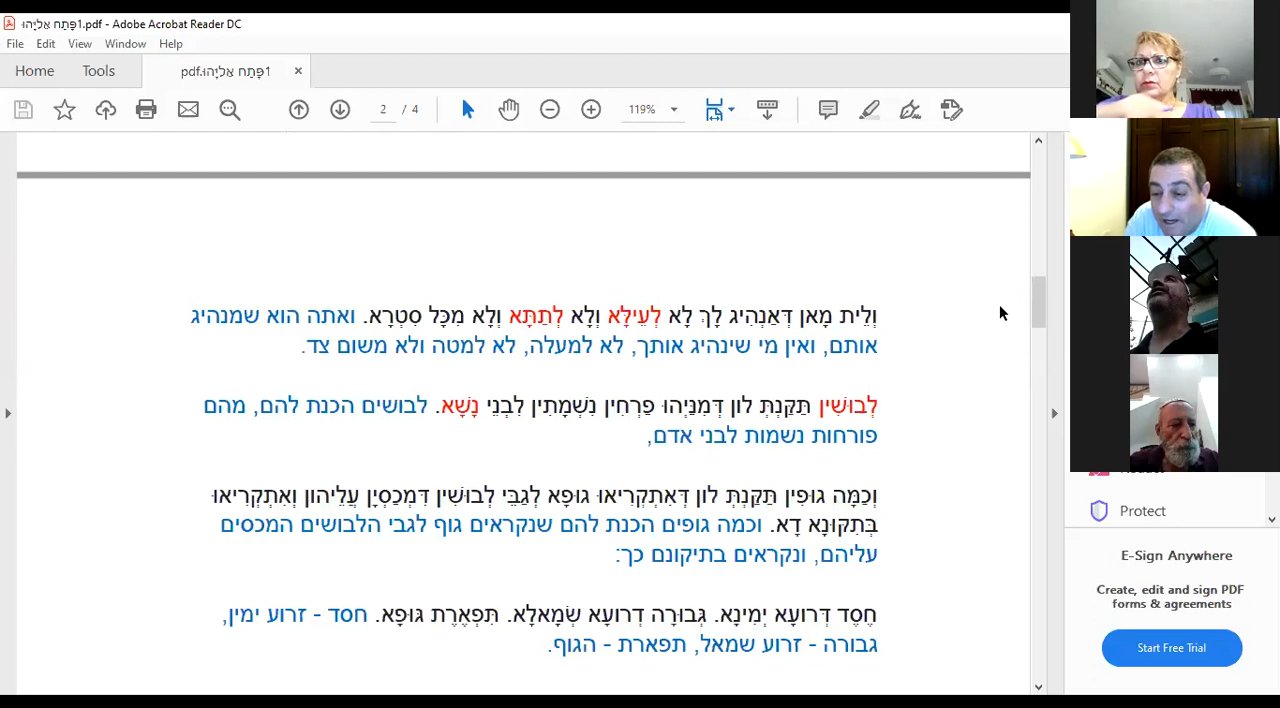 פָּתַח אֵלִיָּהוּ1.pdf - Adobe Acrobat Reader DC
File Edit View Window Help
Home Tools פָּתַח אֵלִיָּהוּ1.pdf ×
2 / 4 119%
וְלֵית מָאן דְּאַנְהִיג לָךְ לָא לְעֵילָּא וְלָא לְתַתָּא וְלָא מִכָּל סִטְרָא. ואתה הוא שמנהיג
אותם, ואין מי שינהיג אותך, לא למעלה, לא למטה ולא משום צד.
לְבוּשִׁין תַּקַּנְתְּ לוֹן דְּמִנַּיְהוּ פַּרְחִין נִשְׁמָתִין לִבְנֵי נָשָׁא. לבושים הכנת להם, מהם
פורחות נשמות לבני אדם,
וְכַמָּה גוּפִין תַּקַּנְתְּ לוֹן דְּאִתְקְרִיאוּ גוּפָא לְגַבֵּי לְבוּשִׁין דִּמְכַסְיָן עֲלֵיהוֹן וְאִתְקְרִיאוּ
בְּתִקּוּנָא דָא. וכמה גופים הכנת להם שנקראים גוף לגבי הלבושים המכסים
עליהם, ונקראים בתיקונם כך:
חֶסֶד דְּרוֹעָא יְמִינָא. גְּבוּרָה דְרוֹעָא שְׂמָאלָא. תִּפְאֶרֶת גּוּפָא. חסד - זרוע ימין,
גבורה - זרוע שמאל, תפארת - הגוף.
Protect
E-Sign Anywhere
Create, edit and sign PDF
forms & agreements
Start Free Trial